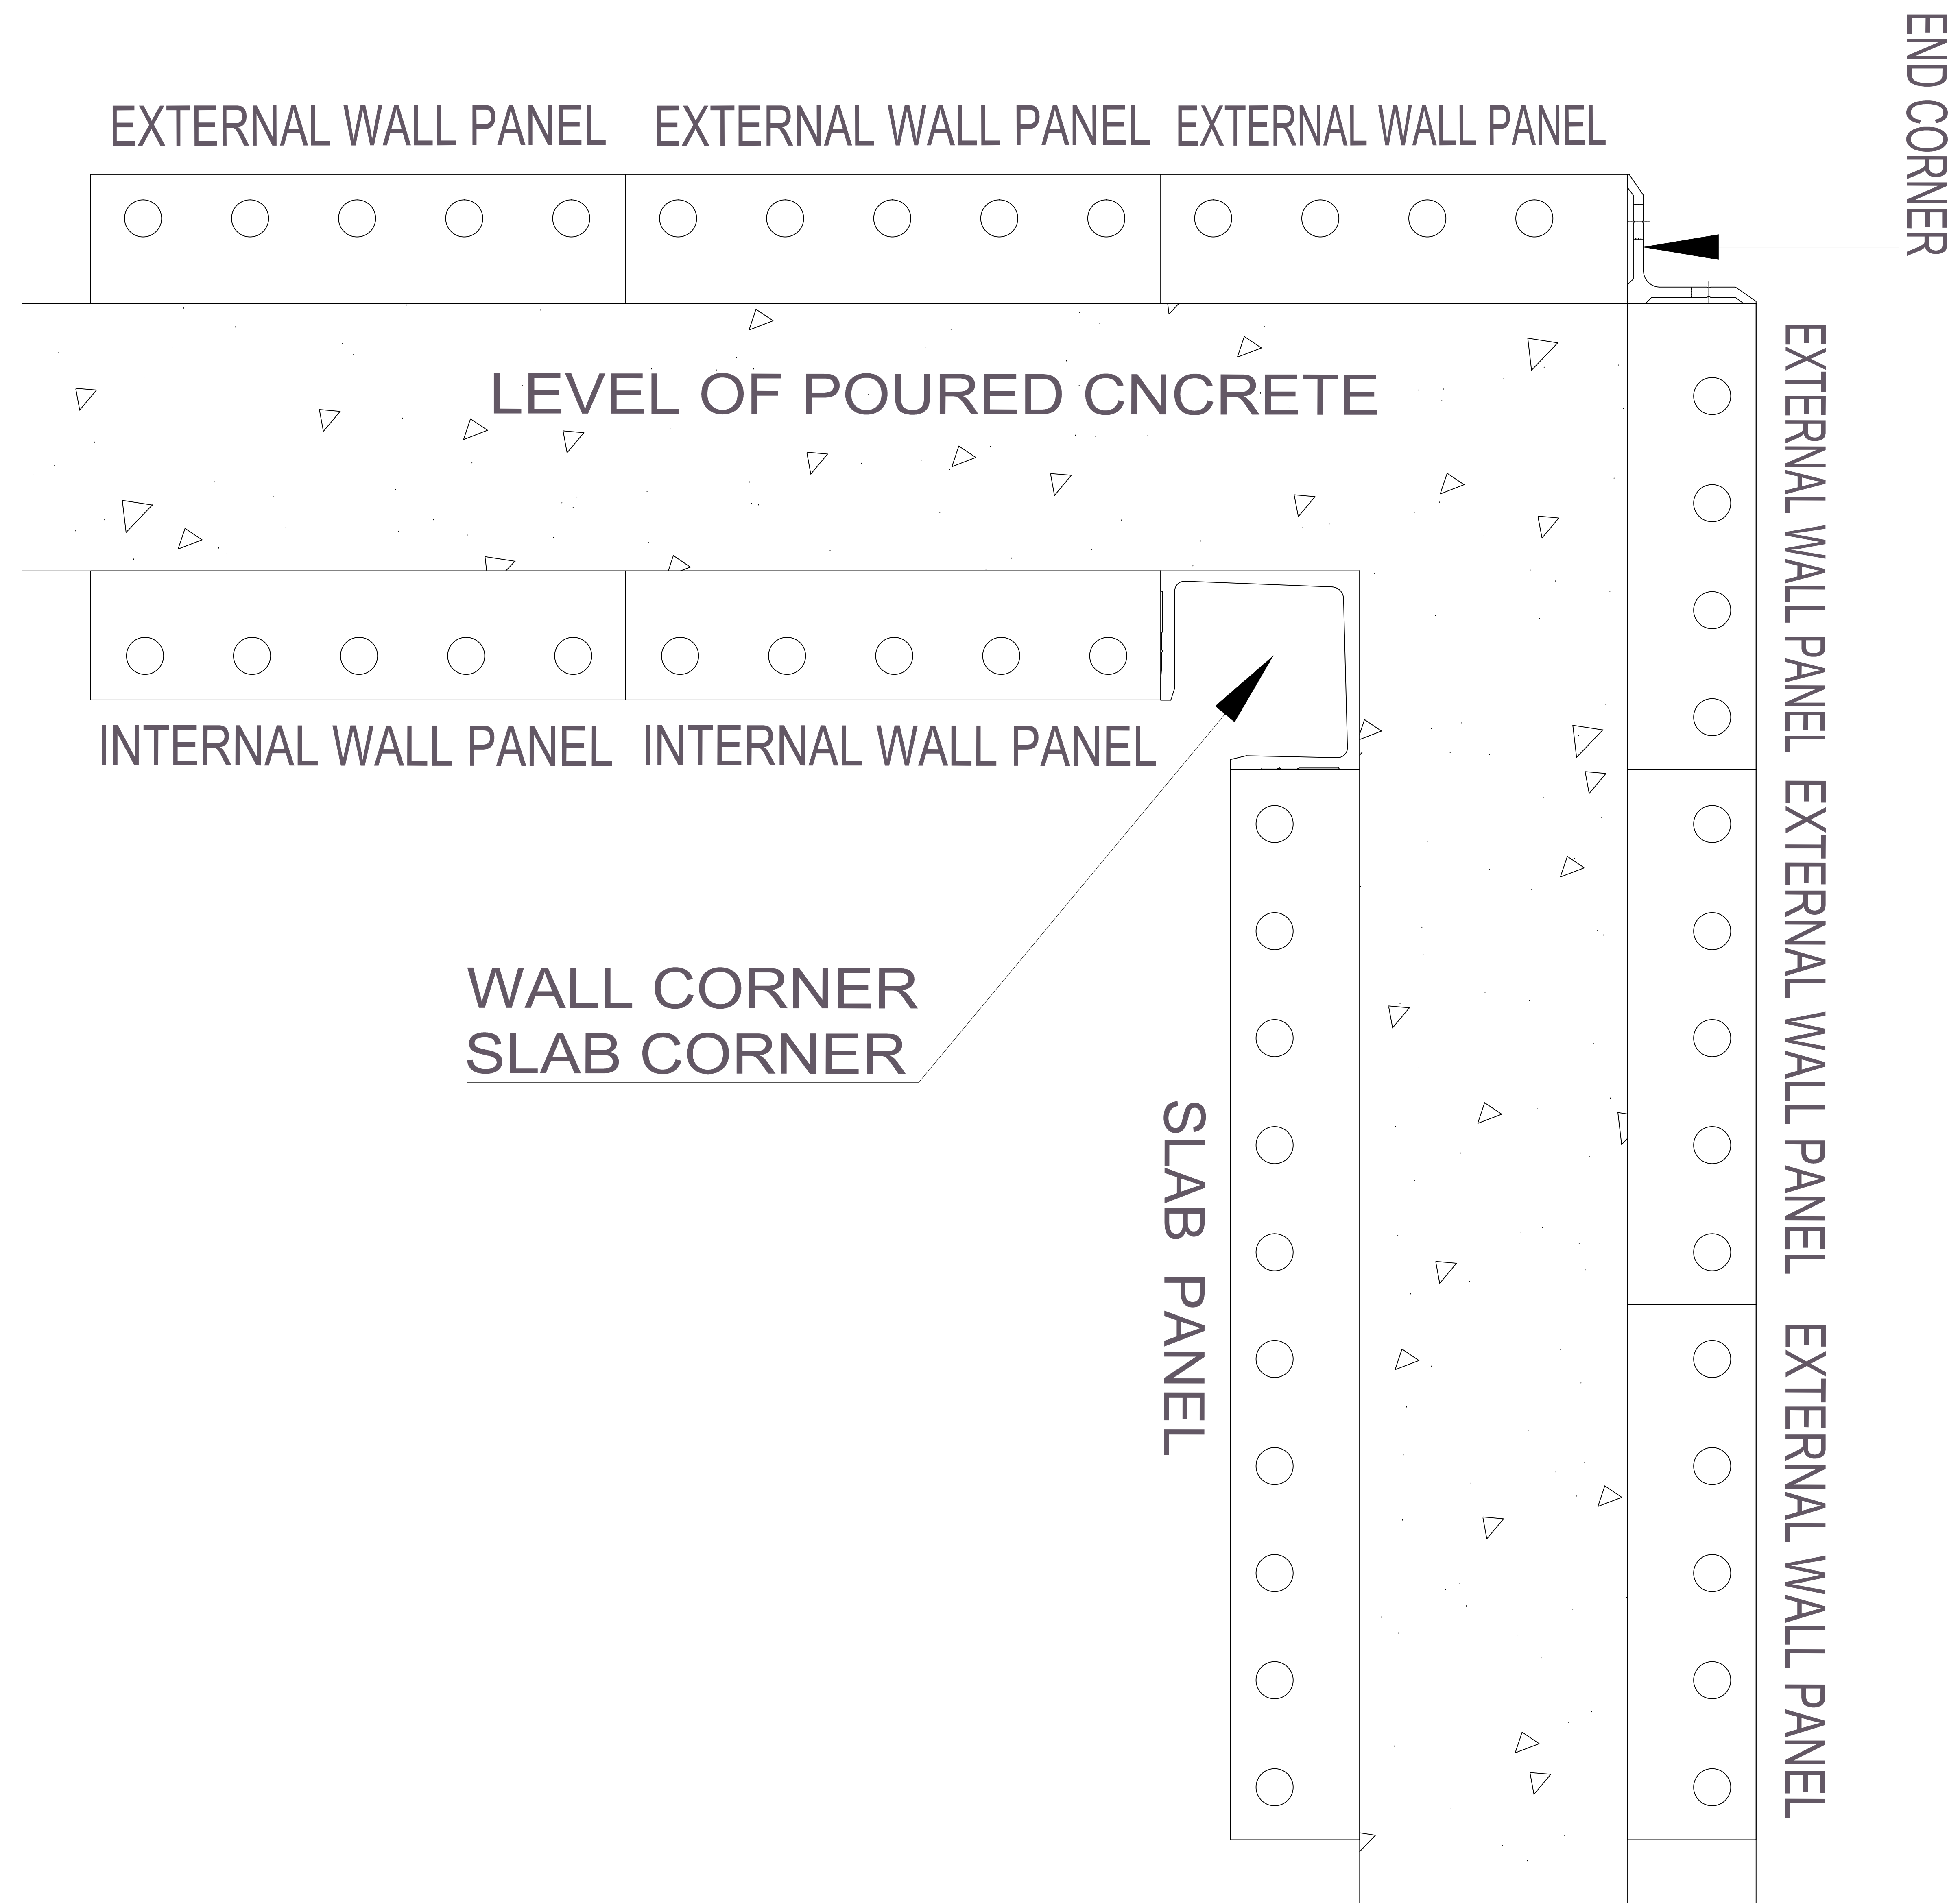 END CORNER
EXTERNAL WALL PANEL EXTERNAL WALL PANEL EXTERNAL WALL PANEL
LEVEL OF POURED CNCRETE
EXTERNAL WALL PANEL
INTERNAL WALL PANEL INTERNAL WALL PANEL
EXTERNAL WALL PANEL
WALL CORNER
SLAB CORNER
SLAB PANEL
EXTERNAL WALL PANEL